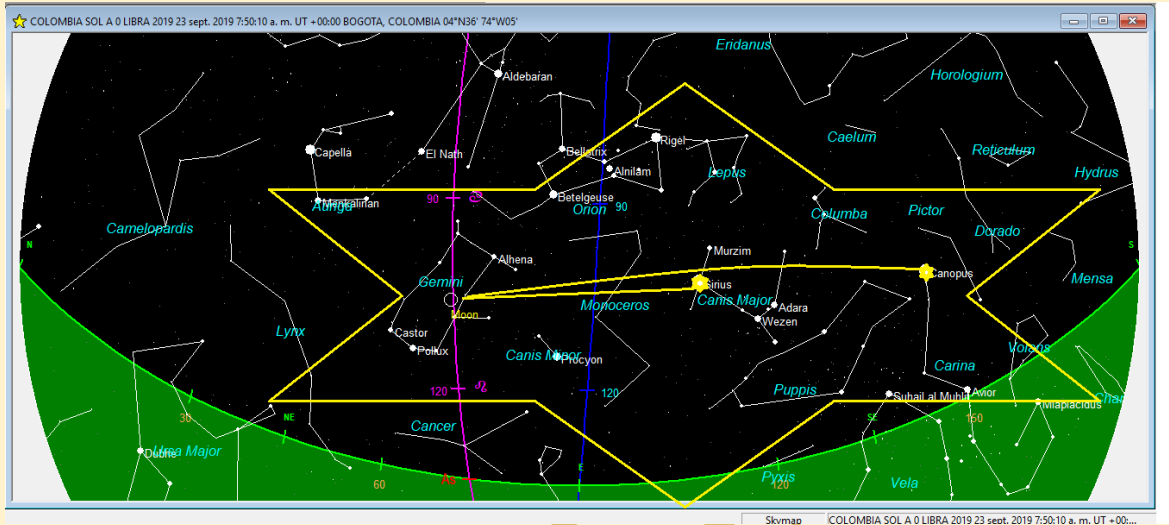 COLOMBIA SOL A 0 LIBRA 2019 23 sept. 2019 7:50:10 a. m. UT +00:00 BOGOTA, COLOMBIA 04°N36' 74°W05'
Eridanus
Aldebaran
Horologium
Capella
El Nath
Bellatrix
Rigel
Caelum
Reticulum
Alnilam
Lepus
Hydrus
90
♋
Menkalinan
Auriga
Betelgeuse
Orion
90
Columba
Pictor
Camelopardis
Dorado
N
S
Murzim
Alhena
Gemini
Sirius
Canopus
Mensa
Moon
Monoceros
Canis Major
Adara
Wezen
Lynx
Castor
Pollux
Canis Minor
Procyon
Volans
Carina
120
♌
120
Puppis
Suhail al Muhlif
Avior
30
NE
SE
150
Miaplacidus
Cancer
Dubhe
Ursa Major
60
As
E
120
Pyxis
Vela
Skymap
COLOMBIA SOL A 0 LIBRA 2019 23 sept. 2019 7:50:10 a. m. UT +00:...